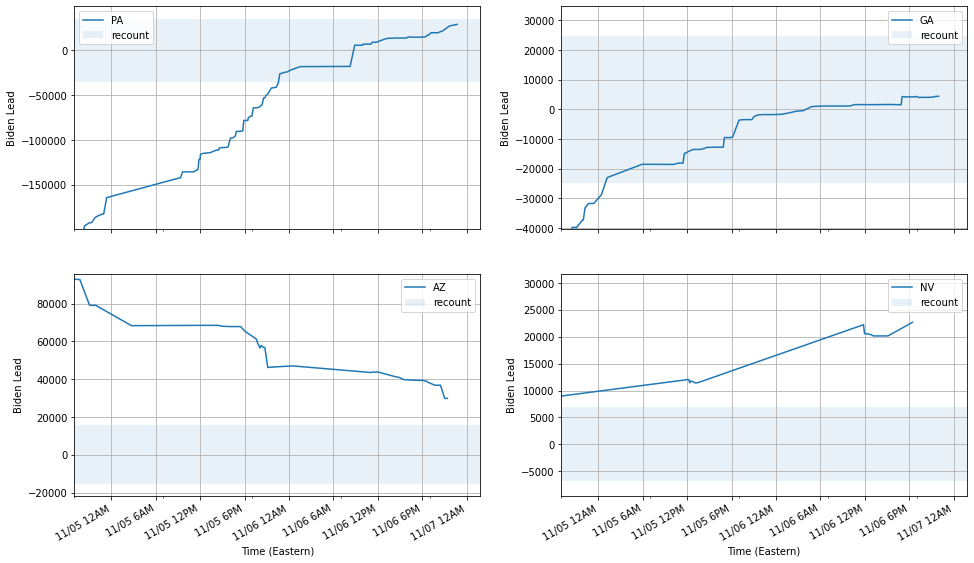 PA
recount
0
−50000
−100000
−150000
Biden Lead
GA
recount
30000
20000
10000
0
−10000
−20000
−30000
−40000
Biden Lead
AZ
recount
80000
60000
40000
20000
0
−20000
Biden Lead
11/05 12AM
11/05 6AM
11/05 12PM
11/05 6PM
11/06 12AM
11/06 6AM
11/06 12PM
11/06 6PM
11/07 12AM
Time (Eastern)
NV
recount
30000
25000
20000
15000
10000
5000
0
−5000
Biden Lead
11/05 12AM
11/05 6AM
11/05 12PM
11/05 6PM
11/06 12AM
11/06 6AM
11/06 12PM
11/06 6PM
11/07 12AM
Time (Eastern)